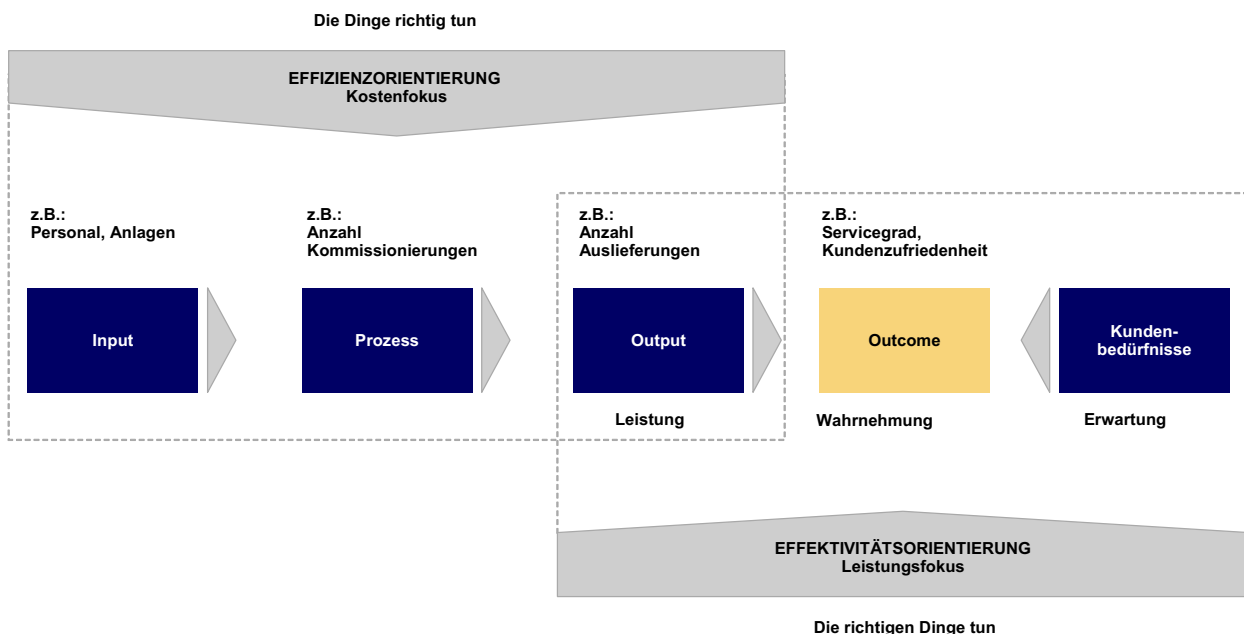 Die Dinge richtig tun
EFFIZIENZORIENTIERUNG
Kostenfokus
z.B.:
Personal, Anlagen
z.B.:
Anzahl
Kommissionierungen
z.B.:
Anzahl
Auslieferungen
z.B.:
Servicegrad,
Kundenzufriedenheit
Input
Prozess
Output
Outcome
Kunden-
bedürfnisse
Leistung
Wahrnehmung
Erwartung
EFFEKTIVITÄTSORIENTIERUNG
Leistungsfokus
Die richtigen Dinge tun